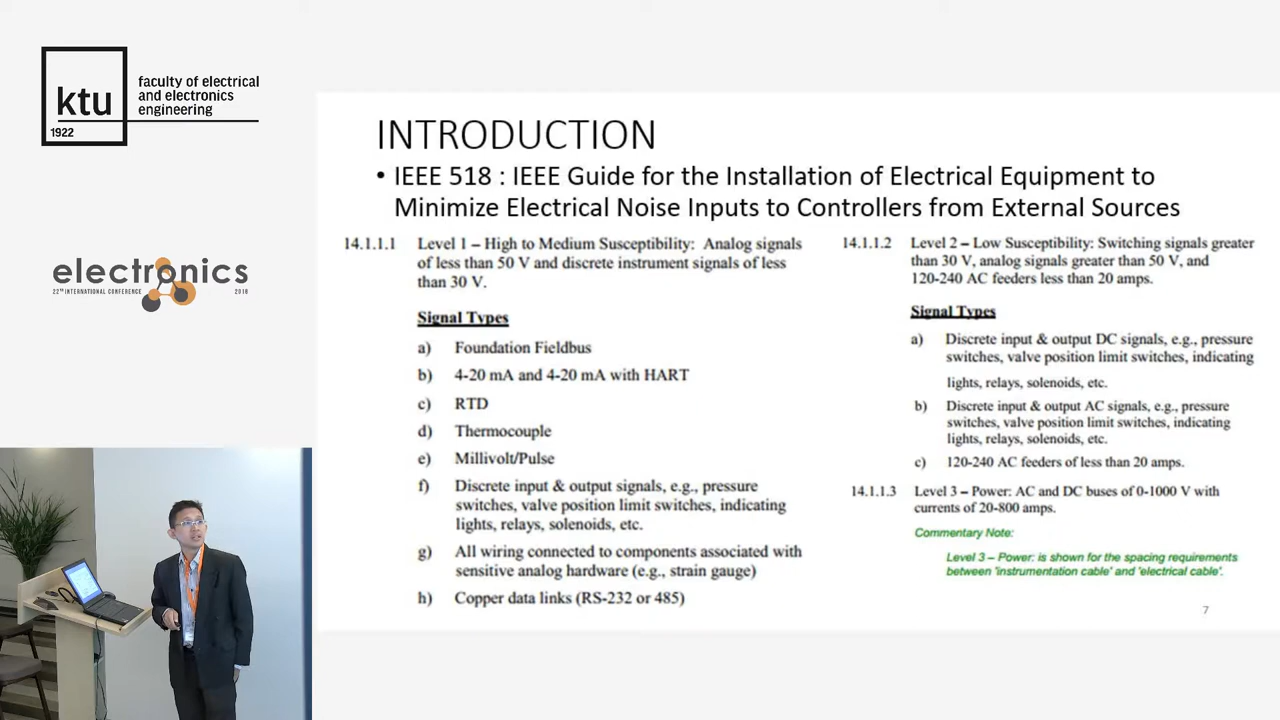 ktu
1922
faculty of electrical
and electronics
engineering
electronics
22ND INTERNATIONAL CONFERENCE 2018
INTRODUCTION
• IEEE 518 : IEEE Guide for the Installation of Electrical Equipment to
Minimize Electrical Noise Inputs to Controllers from External Sources
14.1.1.1 Level 1 – High to Medium Susceptibility: Analog signals
of less than 50 V and discrete instrument signals of less
than 30 V.
Signal Types
a) Foundation Fieldbus
b) 4-20 mA and 4-20 mA with HART
c) RTD
d) Thermocouple
e) Millivolt/Pulse
f) Discrete input & output signals, e.g., pressure
switches, valve position limit switches, indicating
lights, relays, solenoids, etc.
g) All wiring connected to components associated with
sensitive analog hardware (e.g., strain gauge)
h) Copper data links (RS-232 or 485)
14.1.1.2 Level 2 – Low Susceptibility: Switching signals greater
than 30 V, analog signals greater than 50 V, and
120-240 AC feeders less than 20 amps.
Signal Types
a) Discrete input & output DC signals, e.g., pressure
switches, valve position limit switches, indicating
lights, relays, solenoids, etc.
b) Discrete input & output AC signals, e.g., pressure
switches, valve position limit switches, indicating
lights, relays, solenoids, etc.
c) 120-240 AC feeders of less than 20 amps.
14.1.1.3 Level 3 – Power: AC and DC buses of 0-1000 V with
currents of 20-800 amps.
Commentary Note:
Level 3 – Power: is shown for the spacing requirements
between 'instrumentation cable' and 'electrical cable'.
7